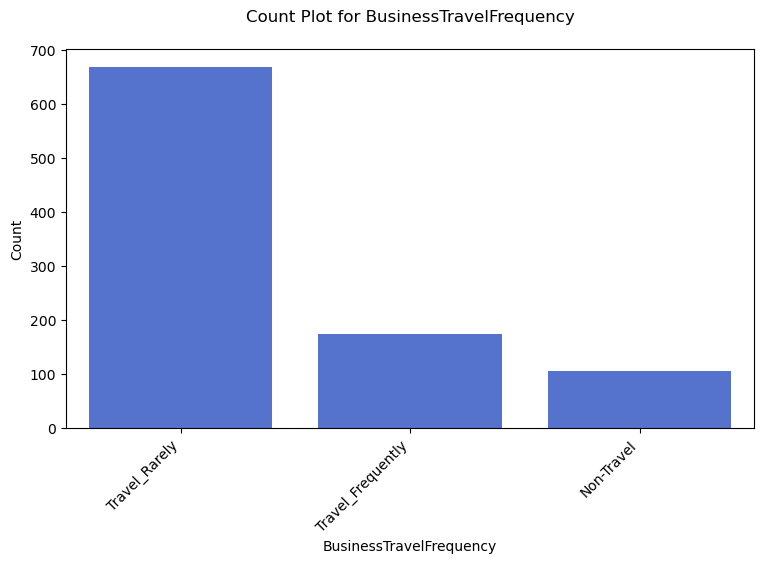 Count Plot for BusinessTravelFrequency
700
600
500
400
300
200
100
0
Count
Travel_Rarely
Travel_Frequently
Non-Travel
BusinessTravelFrequency